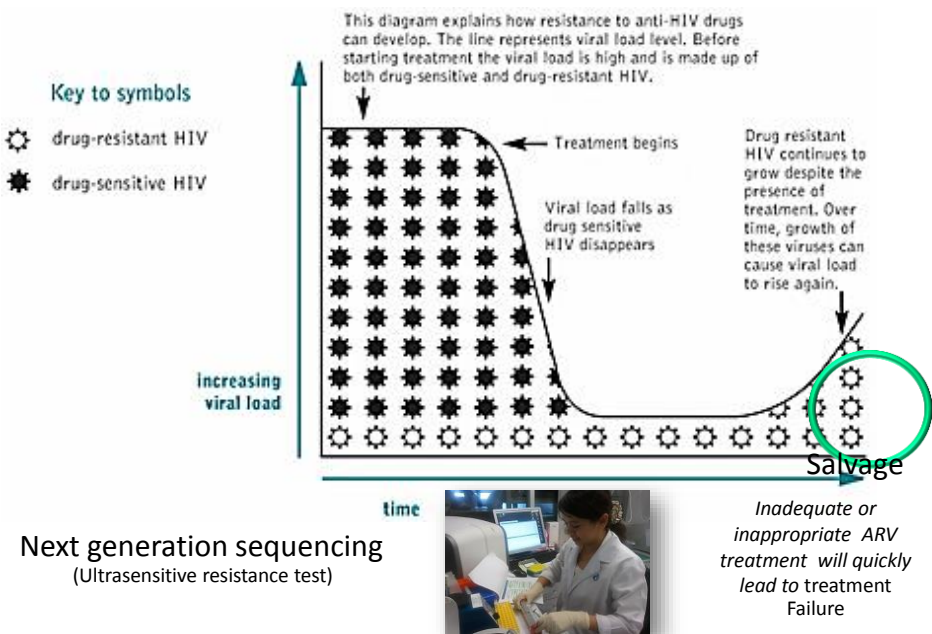 This diagram explains how resistance to anti-HIV drugs
can develop. The line represents viral load level. Before
starting treatment the viral load is high and is made up of
both drug-sensitive and drug-resistant HIV.
Key to symbols
drug-resistant HIV
drug-sensitive HIV
Treatment begins
Viral load falls as
drug sensitive
HIV disappears
Drug resistant
HIV continues to
grow despite the
presence of
treatment. Over
time, growth of
these viruses can
cause viral load
to rise again.
increasing
viral load
Salvage
time
Next generation sequencing
(Ultrasensitive resistance test)
Inadequate or
inappropriate ARV
treatment will quickly
lead to treatment
Failure